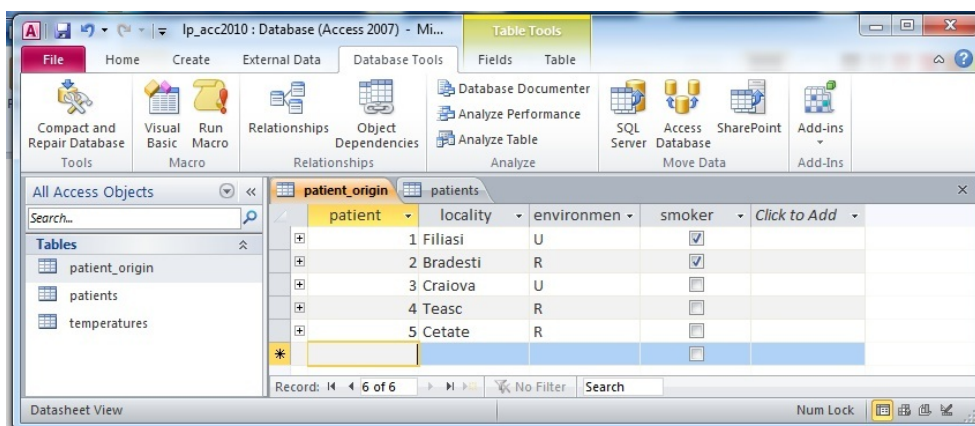 A lp_acc2010 : Database (Access 2007) - Mi... Table Tools
File Home Create External Data Database Tools Fields Table
Compact and Repair Database
Visual Basic
Run Macro
Relationships
Object Dependencies
Database Documenter
Analyze Performance
Analyze Table
SQL Server
Access Database
SharePoint
Add-ins
Tools Macro Relationships Analyze Move Data Add-Ins
All Access Objects
Search...
Tables
patient_origin
patients
temperatures
patient_origin patients
patient locality environmen smoker Click to Add
1 Filiasi U
2 Bradesti R
3 Craiova U
4 Teasc R
5 Cetate R
Record: 6 of 6 No Filter Search
Datasheet View Num Lock